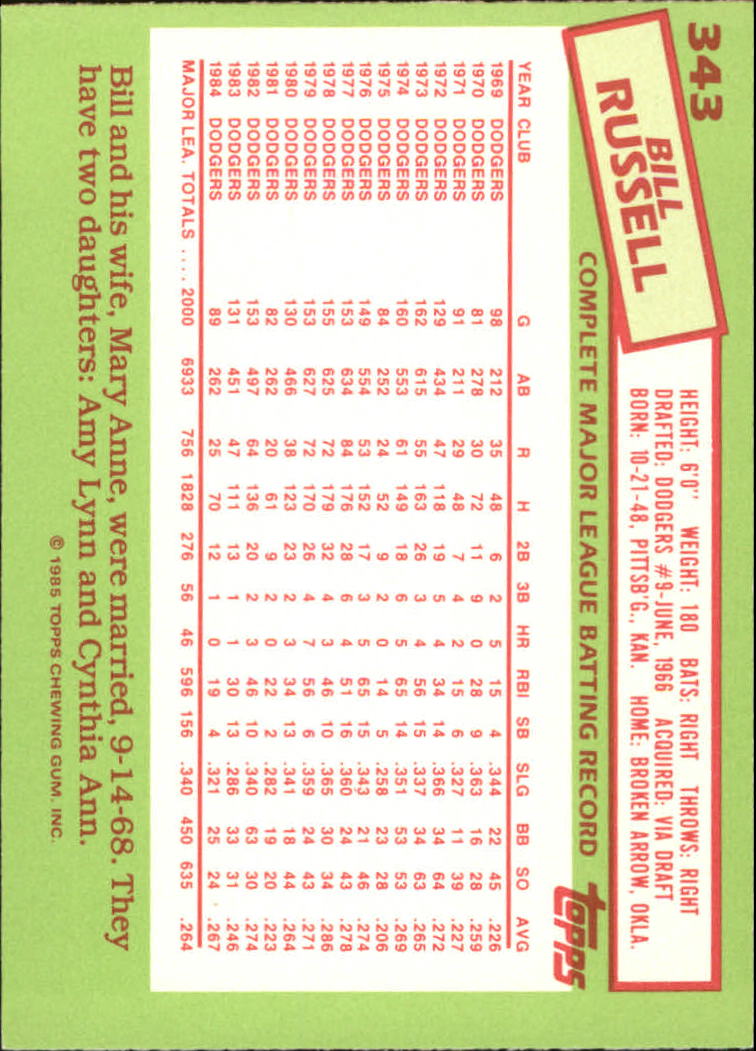 343
BILL
RUSSELL
HEIGHT: 6'0" WEIGHT: 180 BATS: RIGHT THROWS: RIGHT
DRAFTED: DODGERS #9-JUNE, 1966 ACQUIRED: VIA DRAFT
BORN: 10-21-48, PITTSB'G., KAN. HOME: BROKEN ARROW, OKLA.
COMPLETE MAJOR LEAGUE BATTING RECORD
topps
YEAR CLUB G AB R H 2B 3B HR RBI SB SLG BB SO AVG
1969 DODGERS 98 212 35 48 6 2 5 15 4 .344 22 45 .226
1970 DODGERS 81 278 30 72 11 9 0 28 9 .363 16 28 .259
1971 DODGERS 91 211 29 48 7 4 2 15 6 .327 11 39 .227
1972 DODGERS 129 434 47 118 19 5 4 34 14 .366 34 64 .272
1973 DODGERS 162 615 55 163 26 3 4 56 15 .337 34 63 .265
1974 DODGERS 160 553 61 149 18 6 5 65 14 .351 53 53 .269
1975 DODGERS 84 252 24 52 9 2 0 14 5 .258 23 28 .206
1976 DODGERS 149 554 53 152 17 3 5 65 15 .343 21 46 .274
1977 DODGERS 153 634 84 176 28 6 4 51 16 .360 24 43 .278
1978 DODGERS 155 625 72 179 32 4 3 46 10 .365 30 34 .286
1979 DODGERS 153 627 72 170 26 4 7 56 6 .359 24 43 .271
1980 DODGERS 130 466 38 123 23 2 3 34 13 .341 18 44 .264
1981 DODGERS 82 262 20 61 9 2 0 22 2 .282 19 20 .223
1982 DODGERS 153 497 64 136 20 2 3 46 10 .340 63 30 .274
1983 DODGERS 131 451 47 111 13 1 1 30 13 .286 33 31 .246
1984 DODGERS 89 262 25 70 12 1 0 19 4 .321 25 24 .267
MAJOR LEA. TOTALS .... 2000 6933 756 1828 276 56 46 596 156 .340 450 635 .264
Bill and his wife, Mary Anne, were married, 9-14-68. They
have two daughters: Amy Lynn and Cynthia Ann.
© 1985 TOPPS CHEWING GUM, INC.